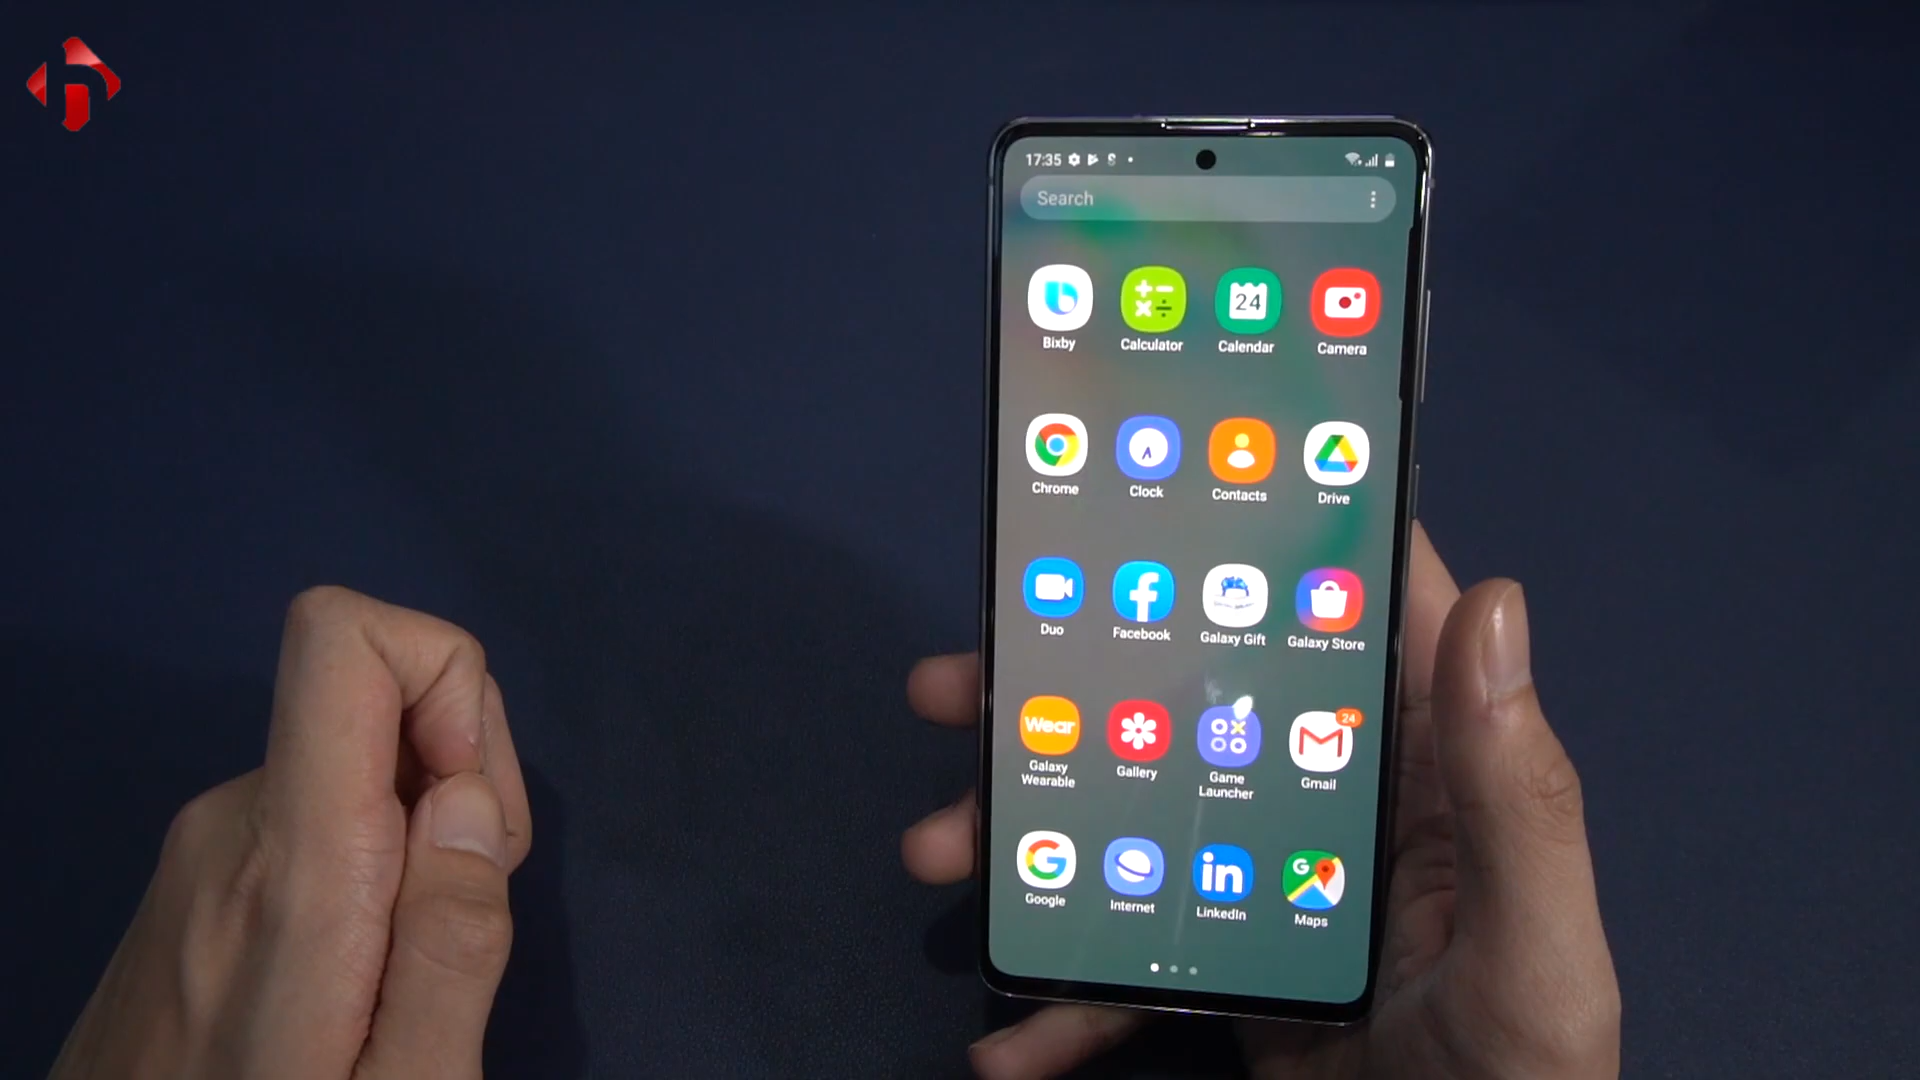 17:35
Search
24
Bixby
Calculator
Calendar
Camera
Chrome
Clock
Contacts
Drive
Duo
Facebook
Galaxy Gift
Galaxy Store
Wear
24
Galaxy
Wearable
Gallery
Game
Launcher
Gmail
in
Google
Internet
LinkedIn
Maps